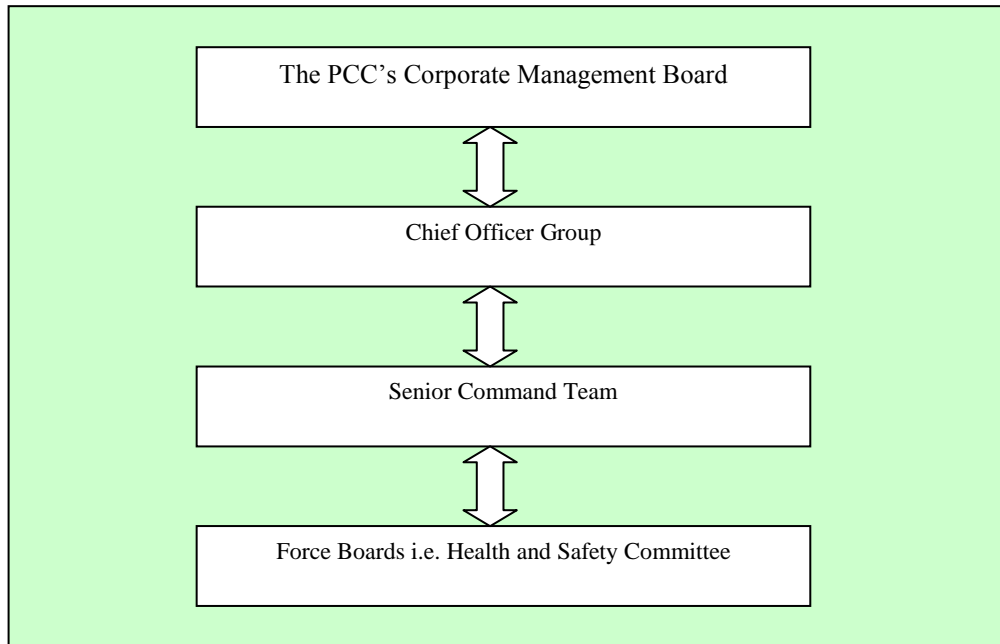 The PCC’s Corporate Management Board
Chief Officer Group
Senior Command Team
Force Boards i.e. Health and Safety Committee